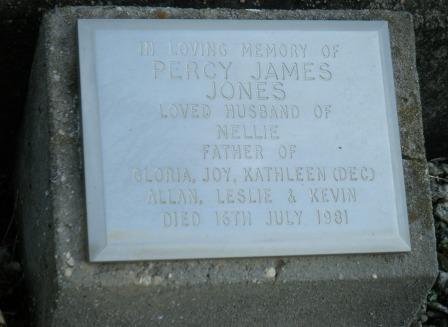 IN LOVING MEMORY OF
PERCY JAMES
JONES
LOVED HUSBAND OF
NELLIE
FATHER OF
GLORIA, JOY, KATHLEEN (DEC)
ALLAN, LESLIE & KEVIN
DIED 16TH JULY 1981